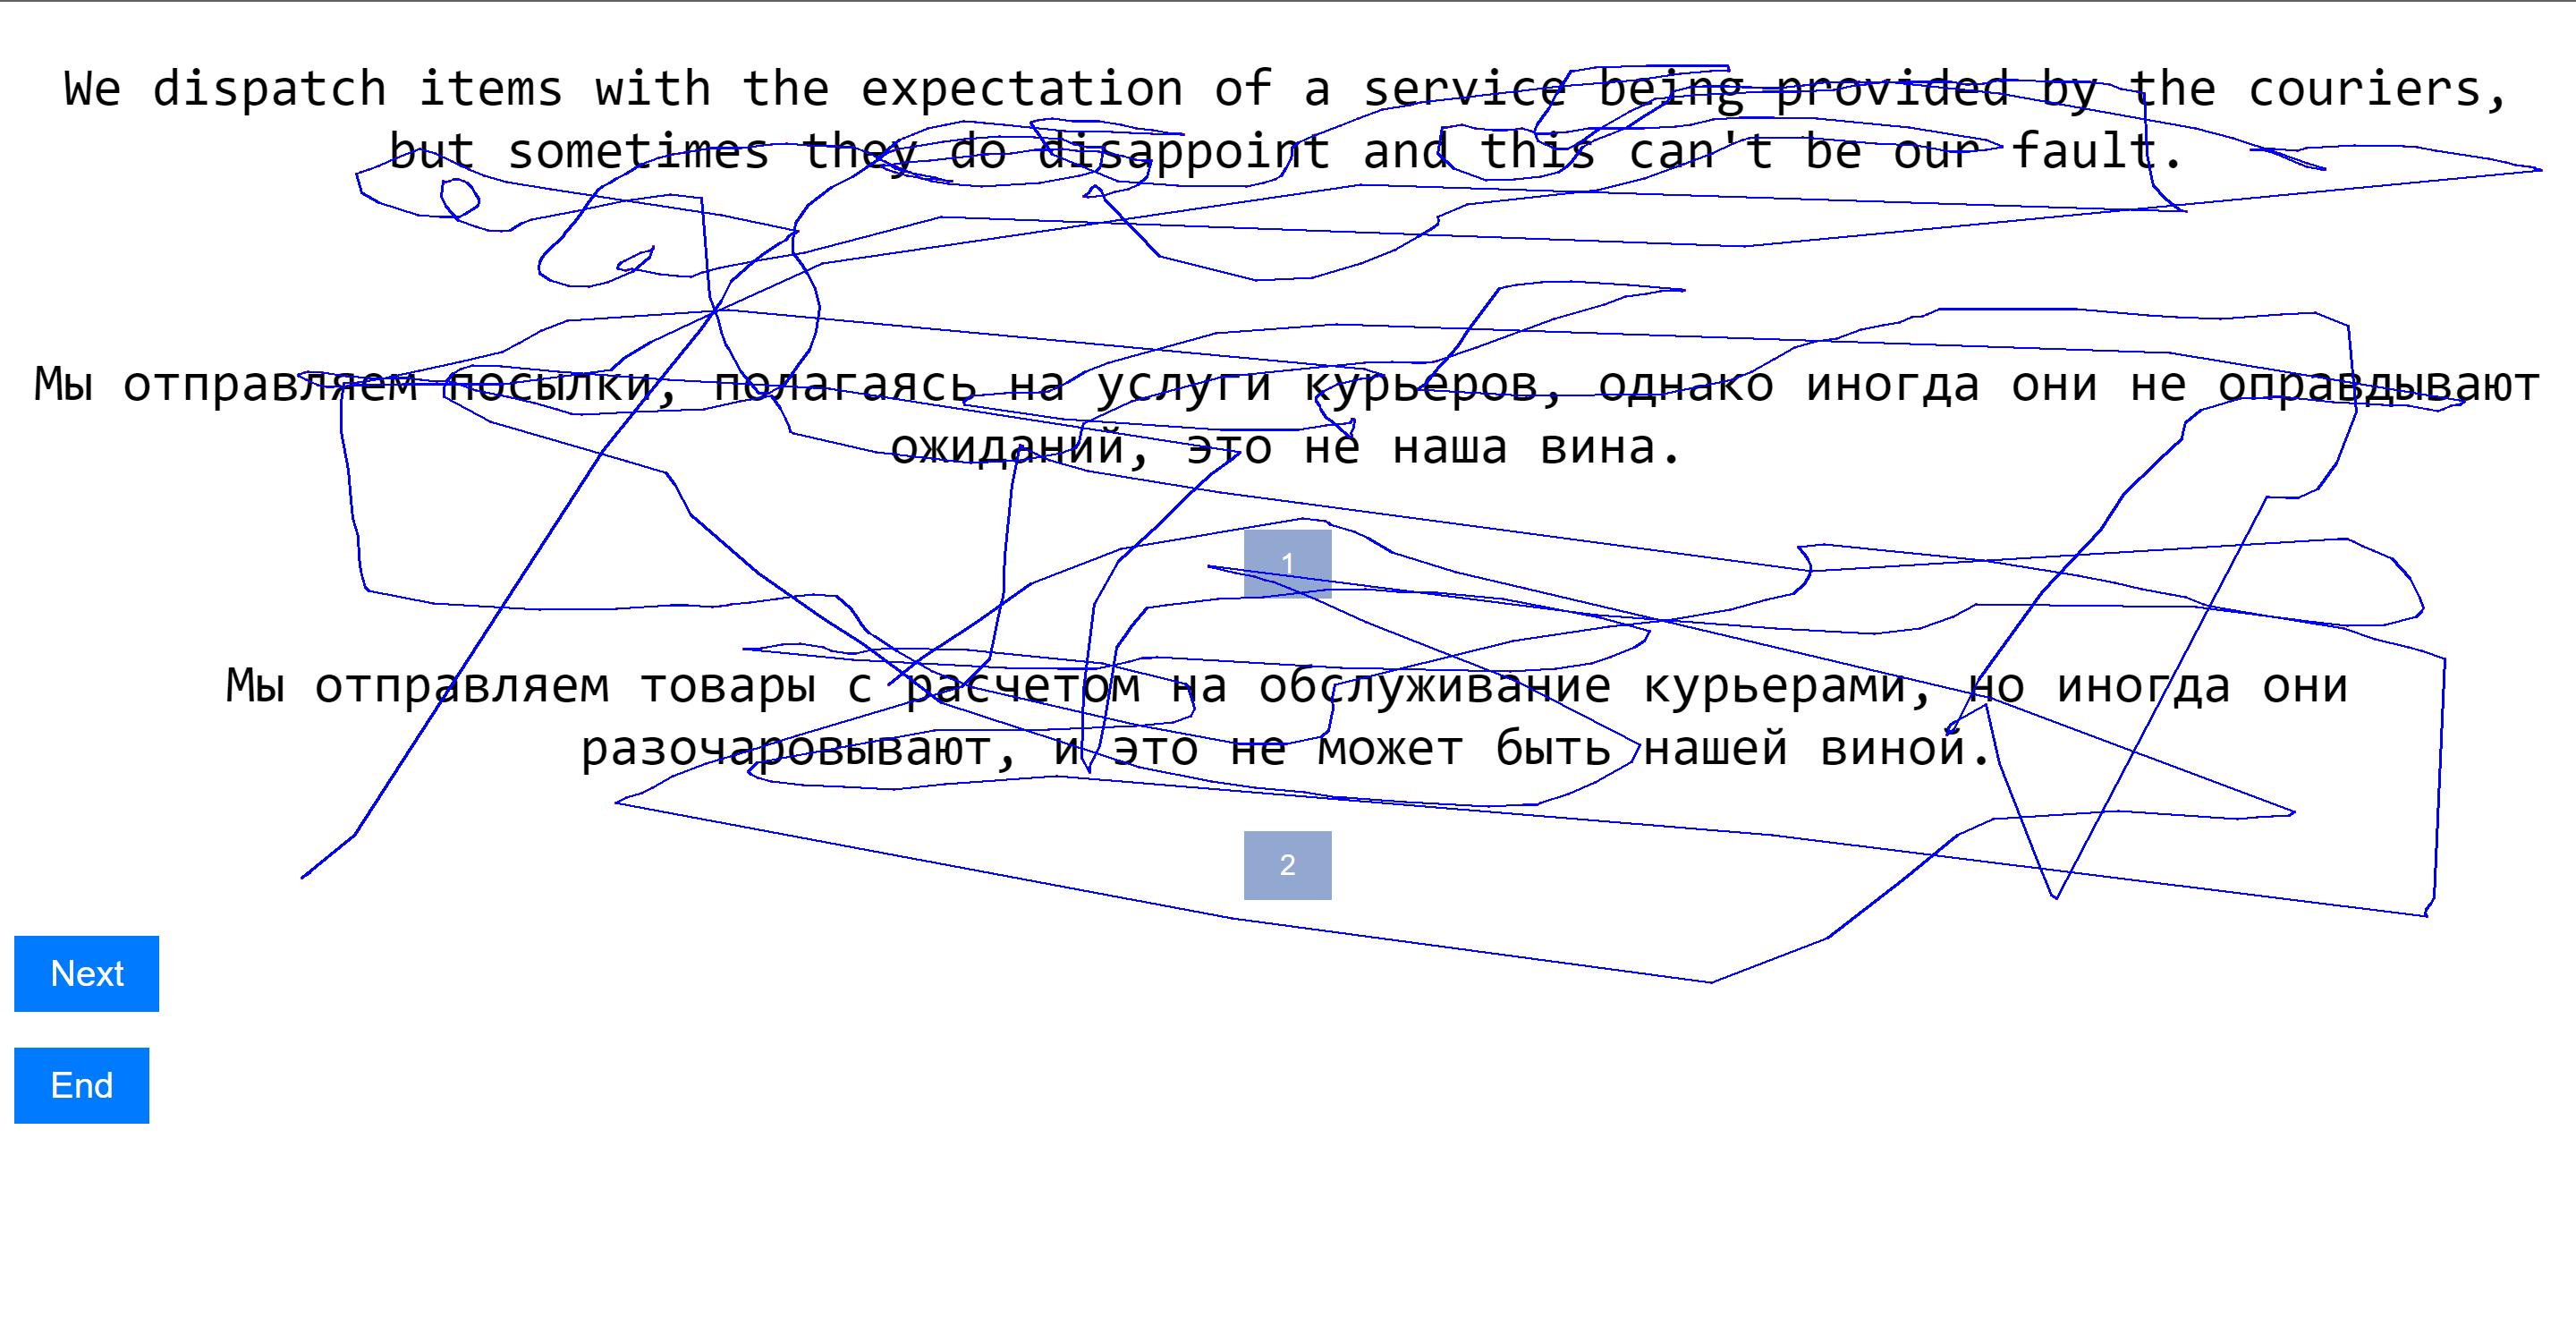 We dispatch items with the expectation of a service being provided by the couriers,
but sometimes they do disappoint and this can't be our fault.
Мы отправляем посылки, полагаясь на услуги курьеров, однако иногда они не оправдывают
ожиданий, это не наша вина.
1
Мы отправляем товары с расчетом на обслуживание курьерами, но иногда они
разочаровывают, и это не может быть нашей виной.
2
Next
End